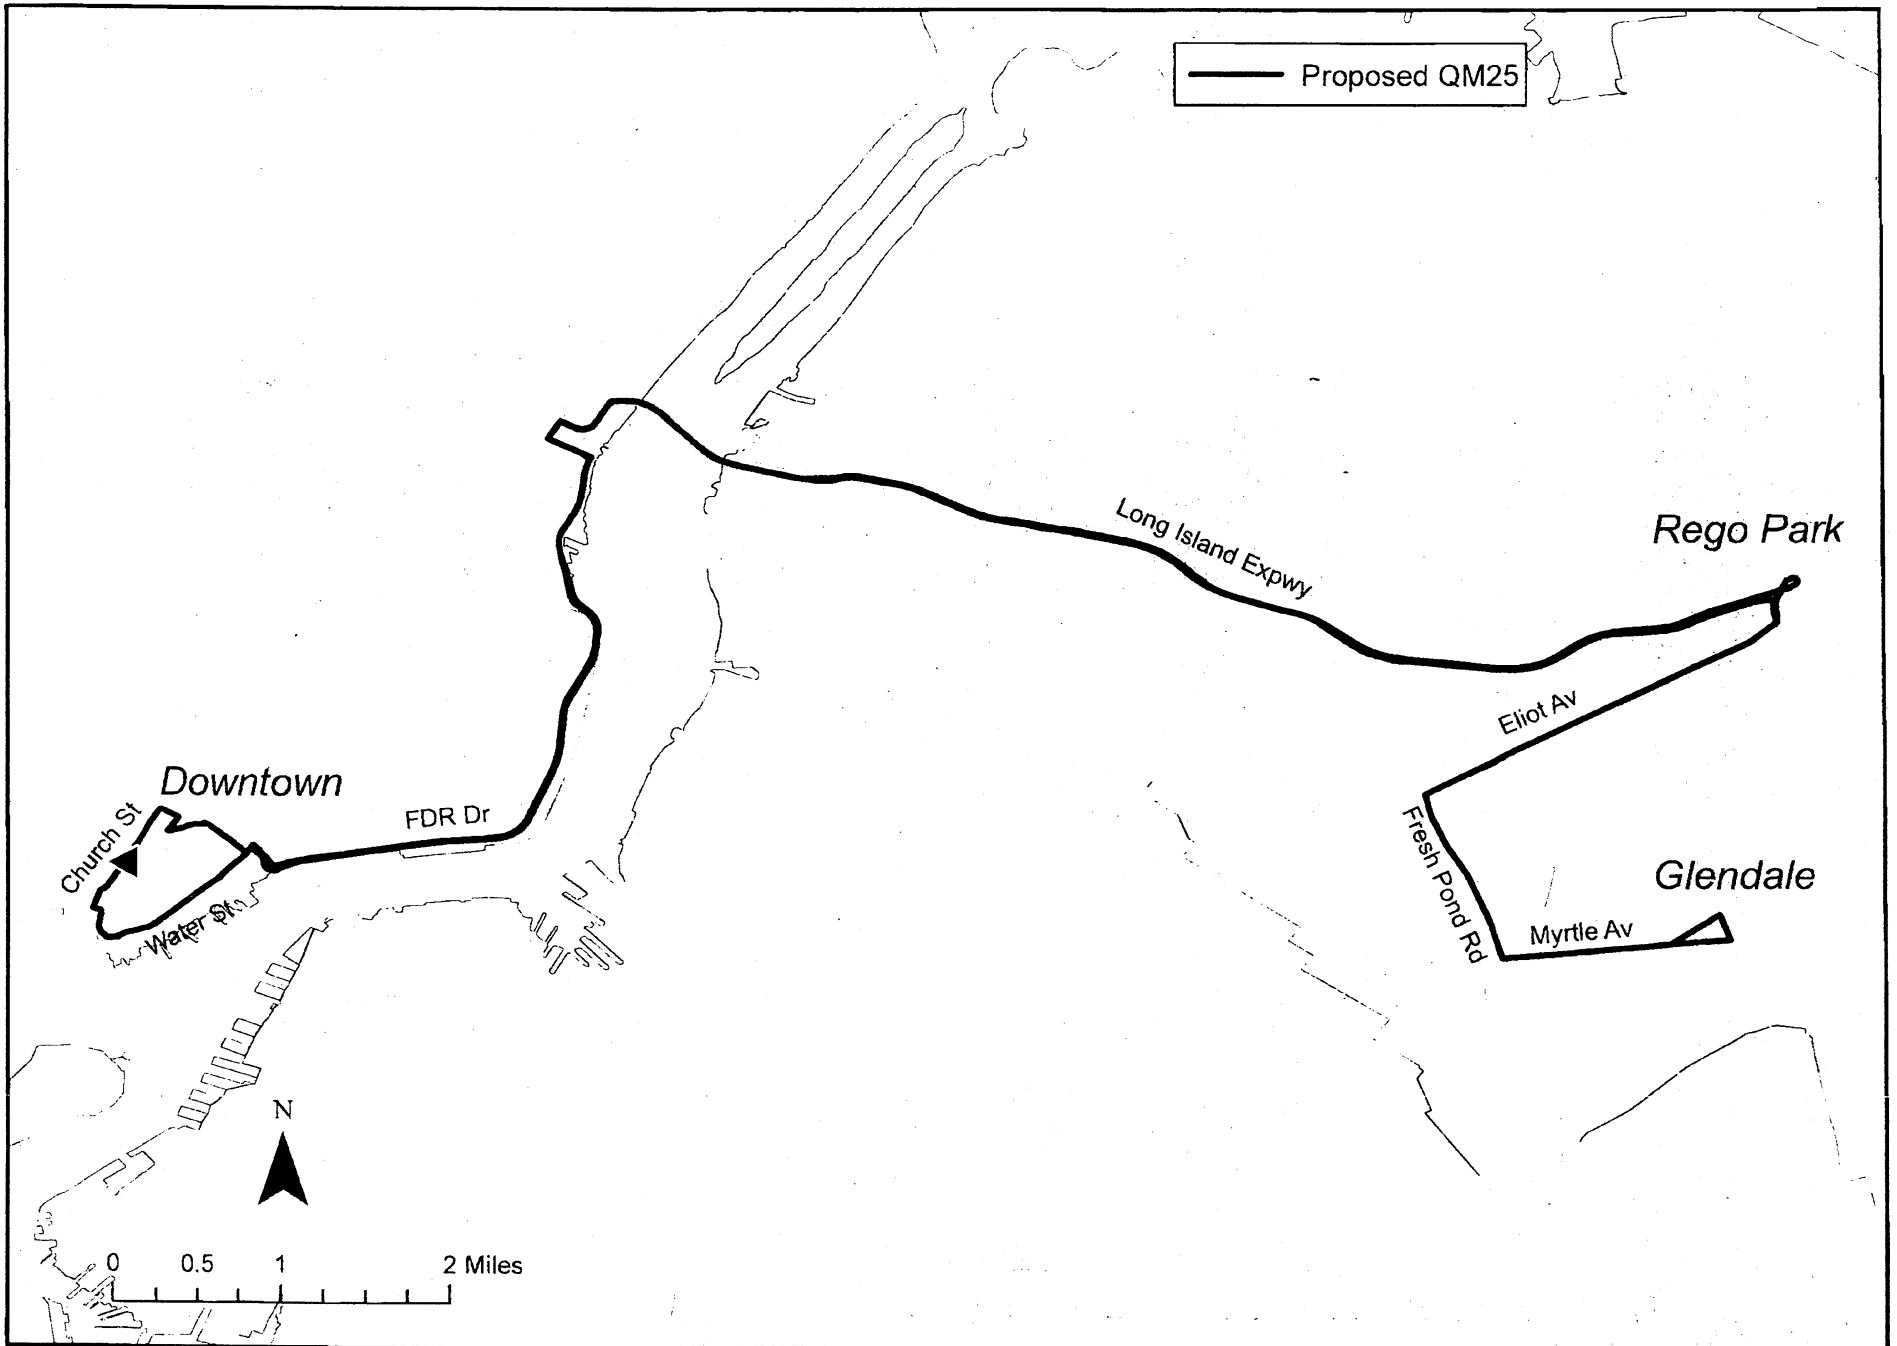 Proposed QM25
Long Island Expwy
Rego Park
Eliot Av
Downtown
FDR Dr
Church St
Water St
Fresh Pond Rd
Glendale
Myrtle Av
N
0 0.5 1 2 Miles